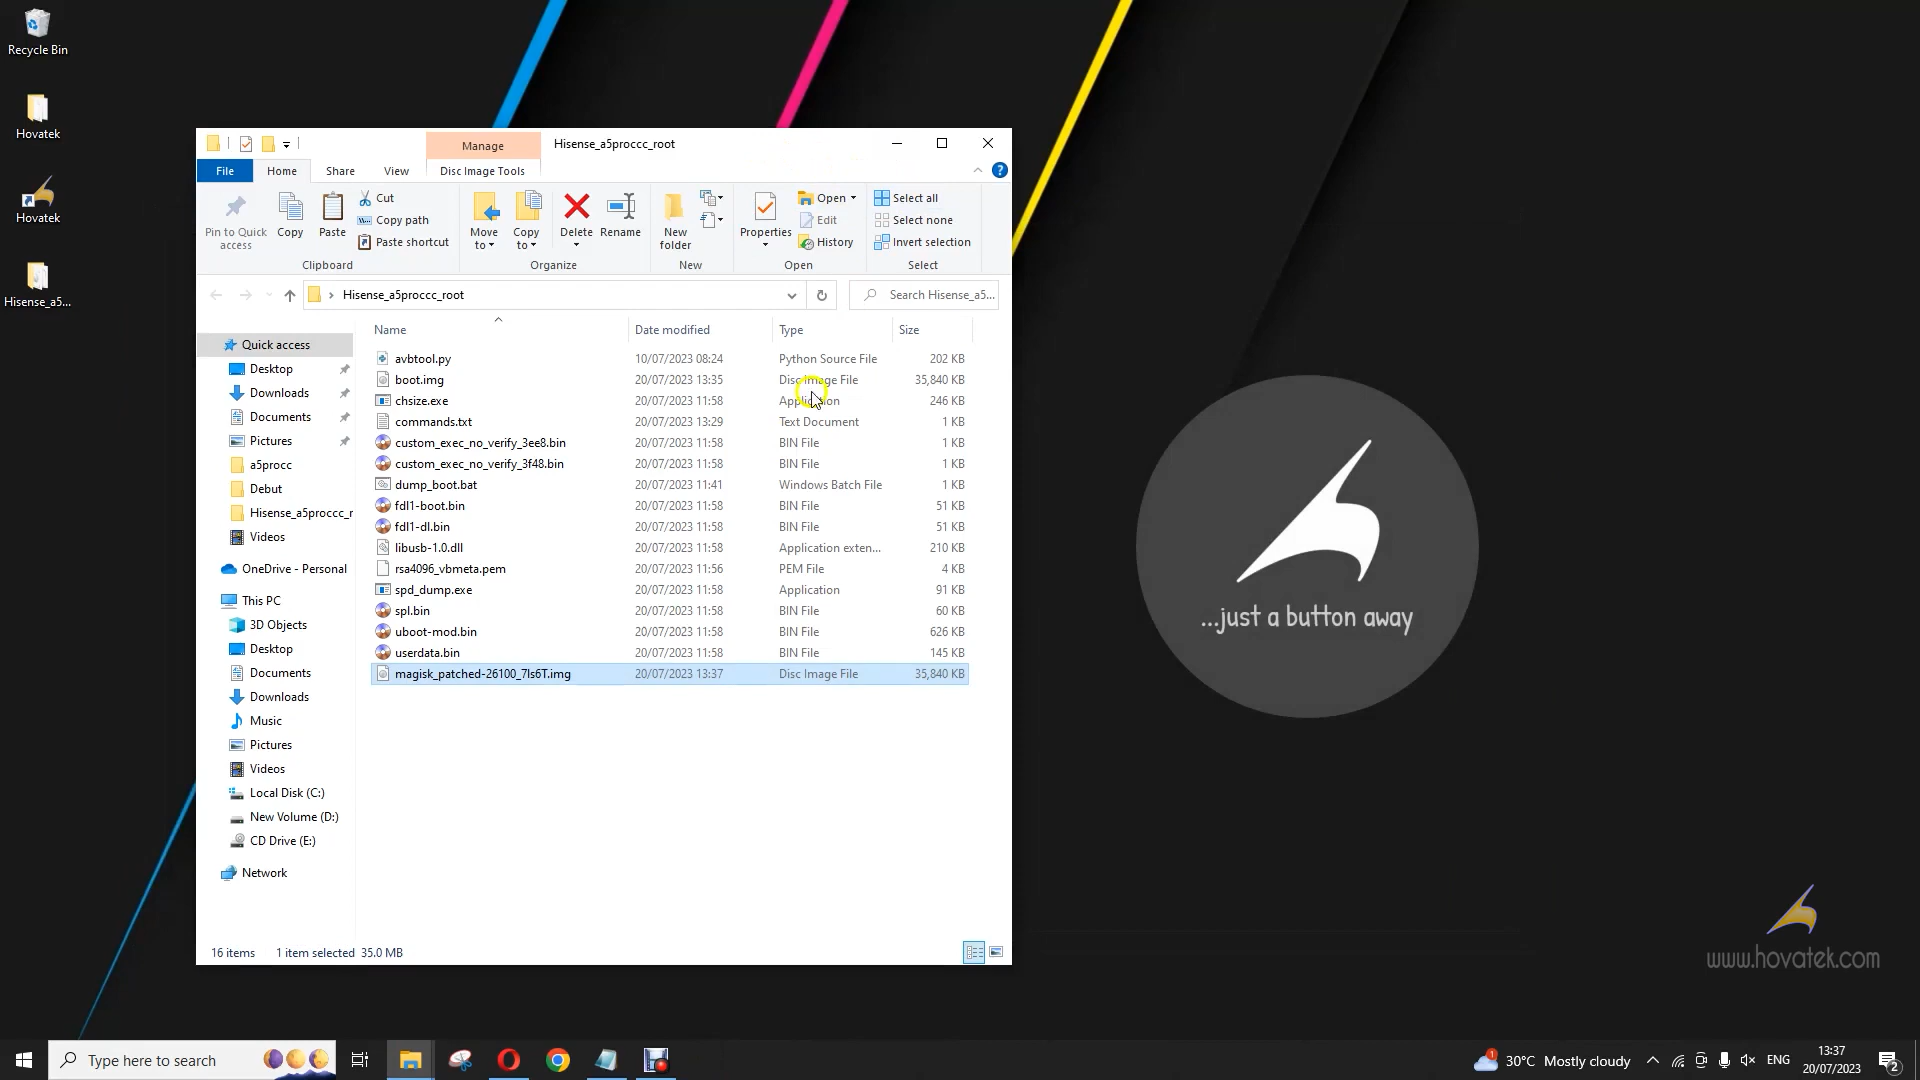 Recycle Bin
Hovatek
Hovatek
Hisense_a5...
Manage
Hisense_a5proccc_root
File
Home
Share
View
Disc Image Tools
Pin to Quick access
Copy
Paste
Cut
Copy path
Paste shortcut
Move to
Copy to
Delete
Rename
New folder
Properties
Open
Edit
History
Select all
Select none
Invert selection
Clipboard
Organize
New
Open
Select
Hisense_a5proccc_root
Search Hisense_a5...
Name Date modified Type Size
avbtool.py 10/07/2023 08:24 Python Source File 202 KB
boot.img 20/07/2023 13:35 Disc Image File 35,840 KB
chsize.exe 20/07/2023 11:58 Application 246 KB
commands.txt 20/07/2023 13:29 Text Document 1 KB
custom_exec_no_verify_3ee8.bin 20/07/2023 11:58 BIN File 1 KB
custom_exec_no_verify_3f48.bin 20/07/2023 11:58 BIN File 1 KB
dump_boot.bat 20/07/2023 11:41 Windows Batch File 1 KB
fdl1-boot.bin 20/07/2023 11:58 BIN File 51 KB
fdl1-dl.bin 20/07/2023 11:58 BIN File 51 KB
libusb-1.0.dll 20/07/2023 11:58 Application exten... 210 KB
rsa4096_vbmeta.pem 20/07/2023 11:56 PEM File 4 KB
spd_dump.exe 20/07/2023 11:58 Application 91 KB
spl.bin 20/07/2023 11:58 BIN File 60 KB
uboot-mod.bin 20/07/2023 11:58 BIN File 626 KB
userdata.bin 20/07/2023 11:58 BIN File 145 KB
magisk_patched-26100_7ls6T.img 20/07/2023 13:37 Disc Image File 35,840 KB
Quick access
Desktop
Downloads
Documents
Pictures
a5procc
Debut
Hisense_a5proccc_r
Videos
OneDrive - Personal
This PC
3D Objects
Desktop
Documents
Downloads
Music
Pictures
Videos
Local Disk (C:)
New Volume (D:)
CD Drive (E:)
Network
16 items 1 item selected 35.0 MB
...just a button away
www.hovatek.com
Type here to search
30°C Mostly cloudy
ENG
13:37
20/07/2023
2
1